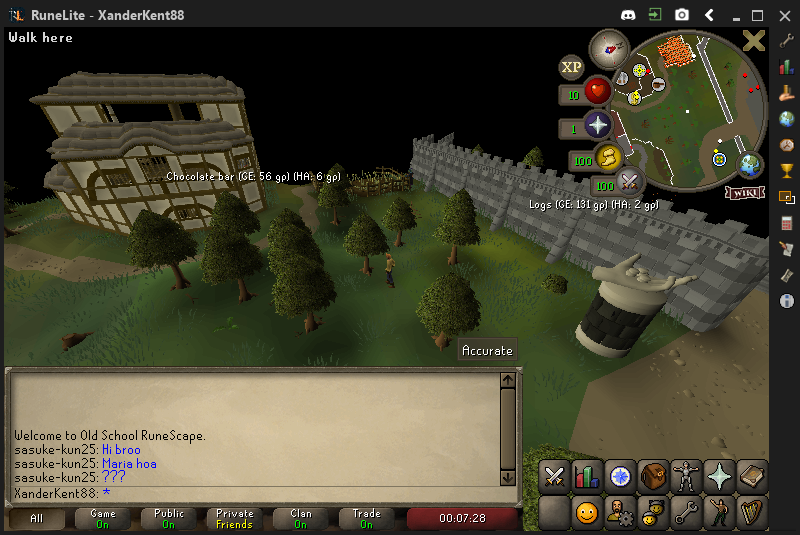 RuneLite - XanderKent88
Walk here
XP
10
1
100
100
WIKI
Chocolate bar (GE: 56 gp) (HA: 6 gp)
Logs (GE: 131 gp) (HA: 2 gp)
Accurate
Welcome to Old School RuneScape.
sasuke-kun25: Hi broo
sasuke-kun25: Maria hoa
sasuke-kun25: ???
XanderKent88: *
All
Game
On
Public
On
Private
Friends
Clan
On
Trade
On
00:07:28